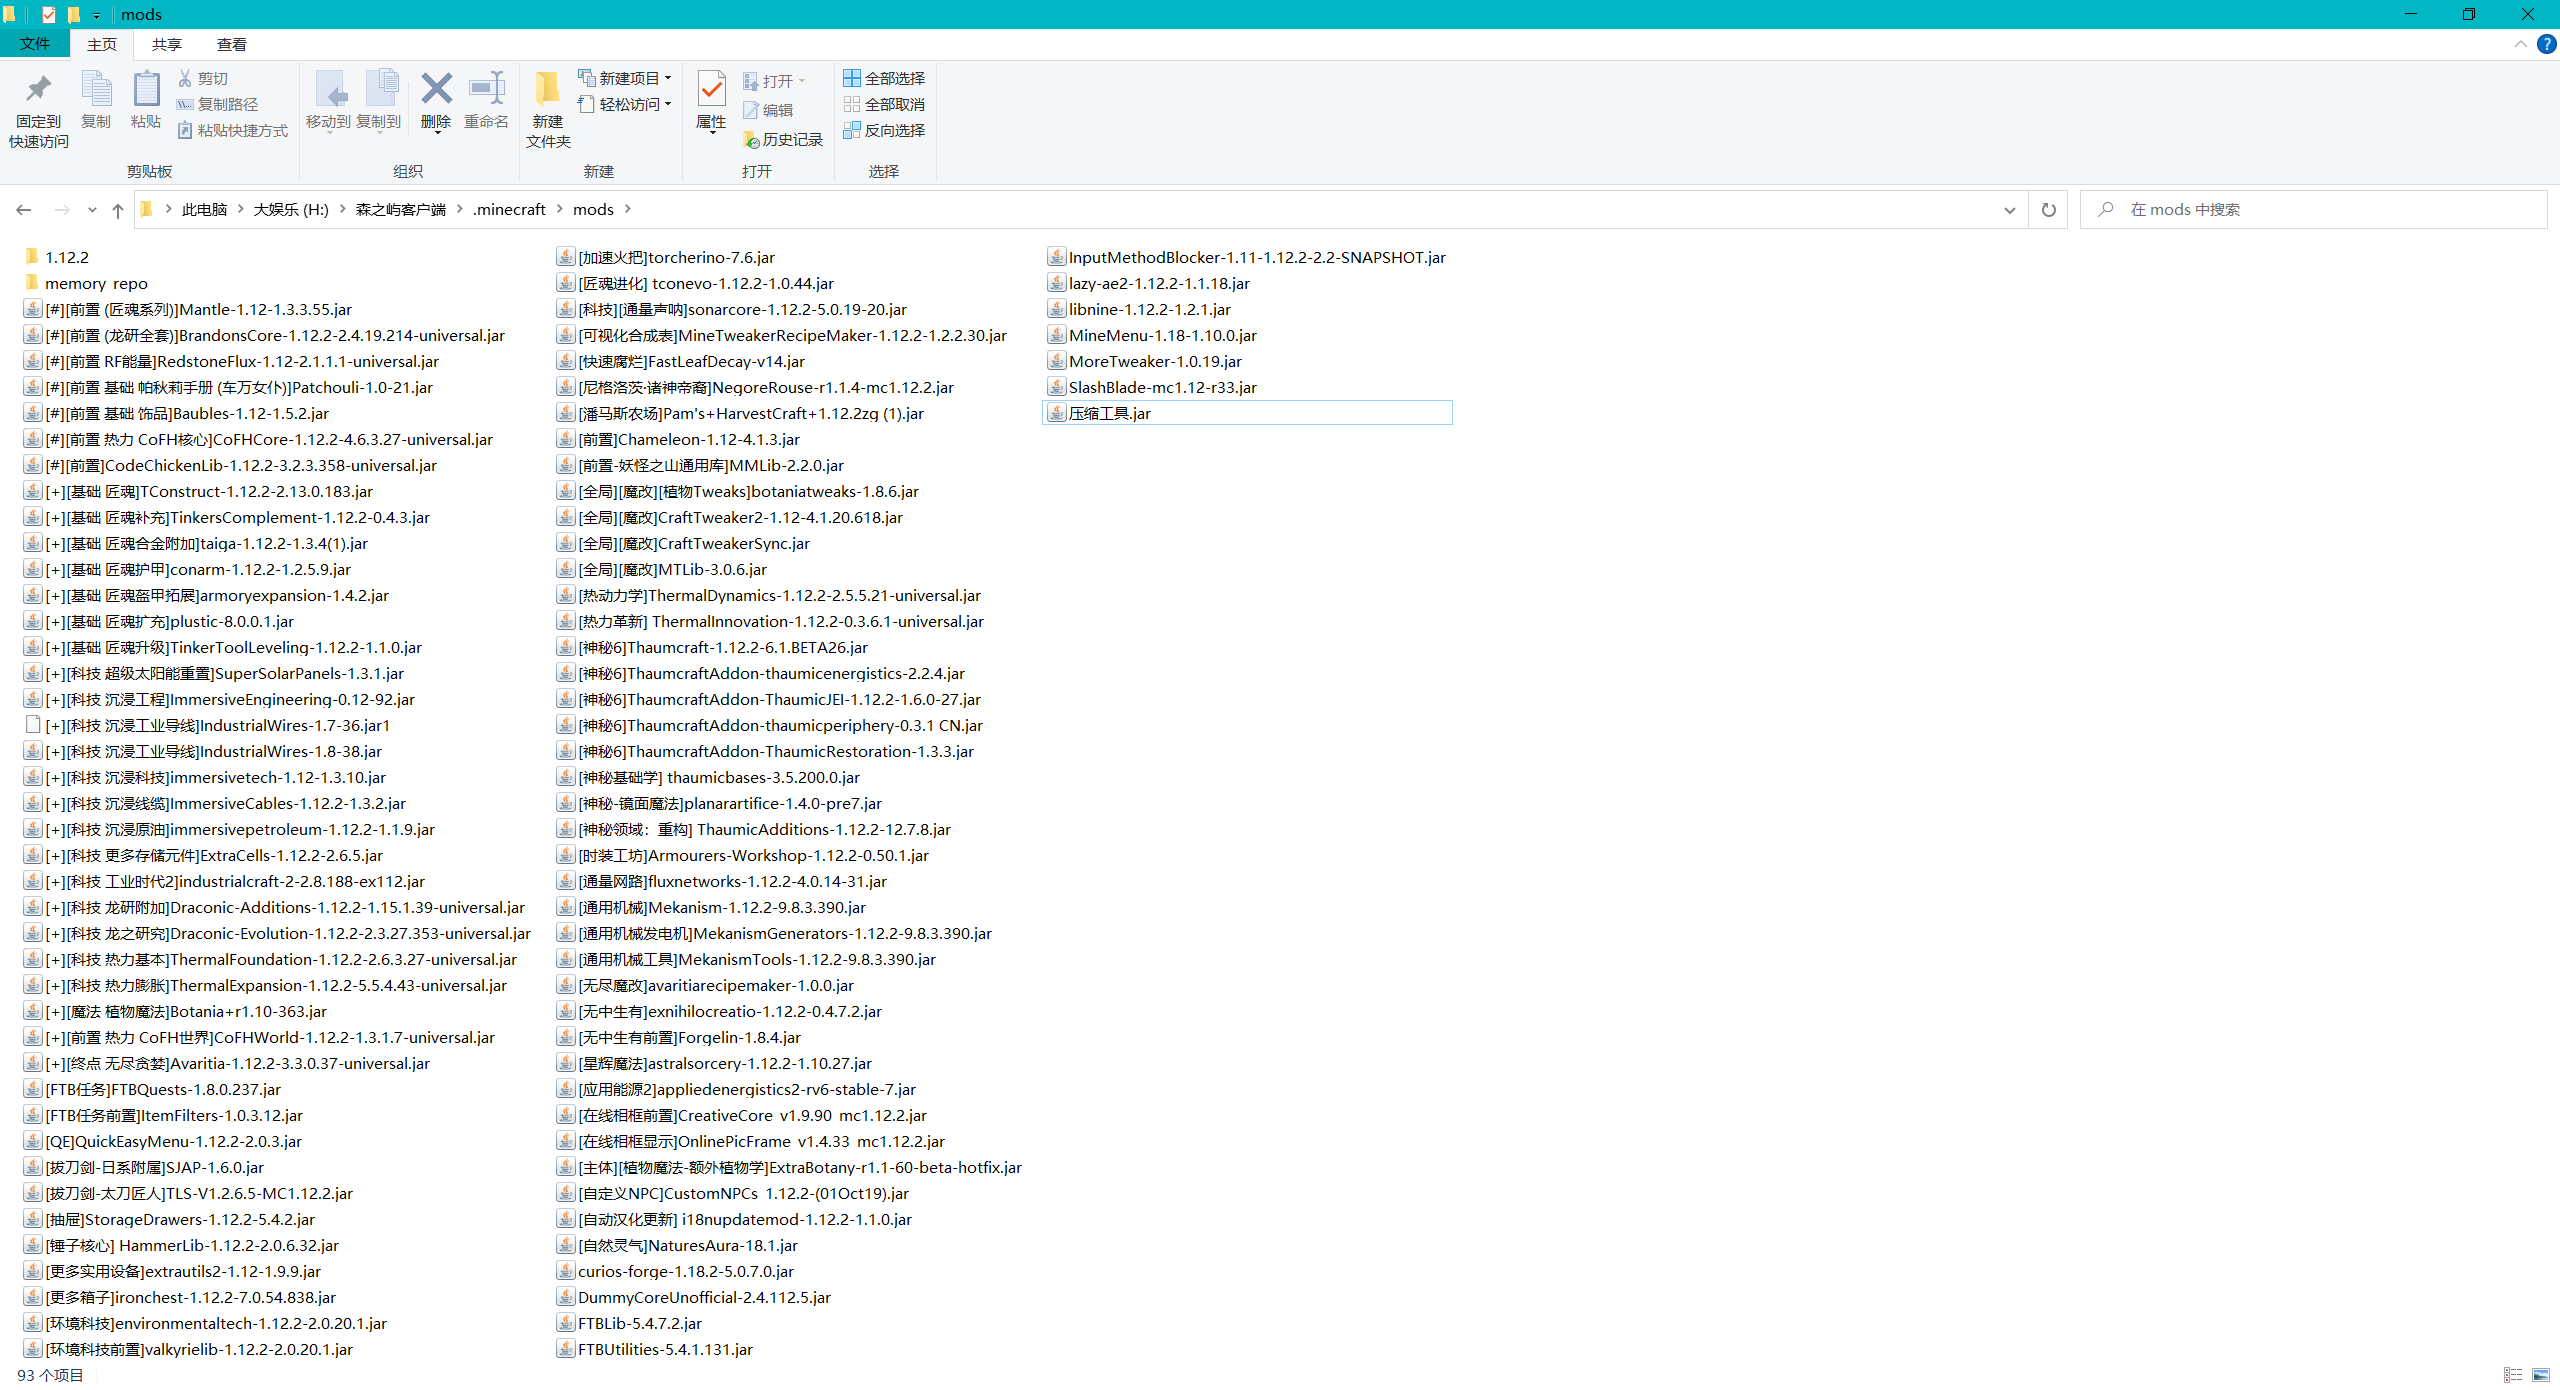 mods
文件 主页 共享 查看
固定到
快速访问
复制
粘贴
剪切
复制路径
粘贴快捷方式
剪贴板
移动到
复制到
删除
重命名
组织
新建
文件夹
新建项目
轻松访问
新建
属性
打开
编辑
历史记录
打开
全部选择
全部取消
反向选择
选择
此电脑 > 大娱乐 (H:) > 森之屿客户端 > .minecraft > mods >
在 mods 中搜索
1.12.2
memory_repo
[#][前置 (匠魂系列)]Mantle-1.12-1.3.3.55.jar
[#][前置 (龙研全套)]BrandonsCore-1.12.2-2.4.19.214-universal.jar
[#][前置 RF能量]RedstoneFlux-1.12-2.1.1.1-universal.jar
[#][前置 基础 帕秋莉手册 (车万女仆)]Patchouli-1.0-21.jar
[#][前置 基础 饰品]Baubles-1.12-1.5.2.jar
[#][前置 热力 CoFH核心]CoFHCore-1.12.2-4.6.3.27-universal.jar
[#][前置]CodeChickenLib-1.12.2-3.2.3.358-universal.jar
[+][基础 匠魂]TConstruct-1.12.2-2.13.0.183.jar
[+][基础 匠魂补充]TinkersComplement-1.12.2-0.4.3.jar
[+][基础 匠魂合金附加]taiga-1.12.2-1.3.4(1).jar
[+][基础 匠魂护甲]conarm-1.12.2-1.2.5.9.jar
[+][基础 匠魂盔甲拓展]armoryexpansion-1.4.2.jar
[+][基础 匠魂扩充]plustic-8.0.0.1.jar
[+][基础 匠魂升级]TinkerToolLeveling-1.12.2-1.1.0.jar
[+][科技 超级太阳能重置]SuperSolarPanels-1.3.1.jar
[+][科技 沉浸工程]ImmersiveEngineering-0.12-92.jar
[+][科技 沉浸工业导线]IndustrialWires-1.7-36.jar1
[+][科技 沉浸工业导线]IndustrialWires-1.8-38.jar
[+][科技 沉浸科技]immersivetech-1.12-1.3.10.jar
[+][科技 沉浸线缆]ImmersiveCables-1.12.2-1.3.2.jar
[+][科技 沉浸原油]immersivepetroleum-1.12.2-1.1.9.jar
[+][科技 更多存储元件]ExtraCells-1.12.2-2.6.5.jar
[+][科技 工业时代2]industrialcraft-2-2.8.188-ex112.jar
[+][科技 龙研附加]Draconic-Additions-1.12.2-1.15.1.39-universal.jar
[+][科技 龙之研究]Draconic-Evolution-1.12.2-2.3.27.353-universal.jar
[+][科技 热力基本]ThermalFoundation-1.12.2-2.6.3.27-universal.jar
[+][科技 热力膨胀]ThermalExpansion-1.12.2-5.5.4.43-universal.jar
[+][魔法 植物魔法]Botania+r1.10-363.jar
[+][前置 热力 CoFH世界]CoFHWorld-1.12.2-1.3.1.7-universal.jar
[+][终点 无尽贪婪]Avaritia-1.12.2-3.3.0.37-universal.jar
[FTB任务]FTBQuests-1.8.0.237.jar
[FTB任务前置]ItemFilters-1.0.3.12.jar
[QE]QuickEasyMenu-1.12.2-2.0.3.jar
[拔刀剑-日系附属]SJAP-1.6.0.jar
[拔刀剑-太刀匠人]TLS-V1.2.6.5-MC1.12.2.jar
[抽屉]StorageDrawers-1.12.2-5.4.2.jar
[锤子核心] HammerLib-1.12.2-2.0.6.32.jar
[更多实用设备]extrautils2-1.12-1.9.9.jar
[更多箱子]ironchest-1.12.2-7.0.54.838.jar
[环境科技]environmentaltech-1.12.2-2.0.20.1.jar
[环境科技前置]valkyrielib-1.12.2-2.0.20.1.jar
[加速火把]torcherino-7.6.jar
[匠魂进化] tconevo-1.12.2-1.0.44.jar
[科技][通量声呐]sonarcore-1.12.2-5.0.19-20.jar
[可视化合成表]MineTweakerRecipeMaker-1.12.2-1.2.2.30.jar
[快速腐烂]FastLeafDecay-v14.jar
[尼格洛茨·诸神帝裔]NegoreRouse-r1.1.4-mc1.12.2.jar
[潘马斯农场]Pam's+HarvestCraft+1.12.2zg (1).jar
[前置]Chameleon-1.12-4.1.3.jar
[前置-妖怪之山通用库]MMLib-2.2.0.jar
[全局][魔改][植物Tweaks]botaniatweaks-1.8.6.jar
[全局][魔改]CraftTweaker2-1.12-4.1.20.618.jar
[全局][魔改]CraftTweakerSync.jar
[全局][魔改]MTLib-3.0.6.jar
[热动力学]ThermalDynamics-1.12.2-2.5.5.21-universal.jar
[热力革新] ThermalInnovation-1.12.2-0.3.6.1-universal.jar
[神秘6]Thaumcraft-1.12.2-6.1.BETA26.jar
[神秘6]ThaumcraftAddon-thaumicenergistics-2.2.4.jar
[神秘6]ThaumcraftAddon-ThaumicJEI-1.12.2-1.6.0-27.jar
[神秘6]ThaumcraftAddon-thaumicperiphery-0.3.1 CN.jar
[神秘6]ThaumcraftAddon-ThaumicRestoration-1.3.3.jar
[神秘基础学] thaumicbases-3.5.200.0.jar
[神秘-镜面魔法]planarartifice-1.4.0-pre7.jar
[神秘领域：重构] ThaumicAdditions-1.12.2-12.7.8.jar
[时装工坊]Armourers-Workshop-1.12.2-0.50.1.jar
[通量网路]fluxnetworks-1.12.2-4.0.14-31.jar
[通用机械]Mekanism-1.12.2-9.8.3.390.jar
[通用机械发电机]MekanismGenerators-1.12.2-9.8.3.390.jar
[通用机械工具]MekanismTools-1.12.2-9.8.3.390.jar
[无尽魔改]avaritiarecipemaker-1.0.0.jar
[无中生有]exnihilocreatio-1.12.2-0.4.7.2.jar
[无中生有前置]Forgelin-1.8.4.jar
[星辉魔法]astralsorcery-1.12.2-1.10.27.jar
[应用能源2]appliedenergistics2-rv6-stable-7.jar
[在线相框前置]CreativeCore_v1.9.90_mc1.12.2.jar
[在线相框显示]OnlinePicFrame_v1.4.33_mc1.12.2.jar
[主体][植物魔法-额外植物学]ExtraBotany-r1.1-60-beta-hotfix.jar
[自定义NPC]CustomNPCs_1.12.2-(01Oct19).jar
[自动汉化更新] i18nupdatemod-1.12.2-1.1.0.jar
[自然灵气]NaturesAura-18.1.jar
curios-forge-1.18.2-5.0.7.0.jar
DummyCoreUnofficial-2.4.112.5.jar
FTBLib-5.4.7.2.jar
FTBUtilities-5.4.1.131.jar
InputMethodBlocker-1.11-1.12.2-2.2-SNAPSHOT.jar
lazy-ae2-1.12.2-1.1.18.jar
libnine-1.12.2-1.2.1.jar
MineMenu-1.18-1.10.0.jar
MoreTweaker-1.0.19.jar
SlashBlade-mc1.12-r33.jar
压缩工具.jar
93 个项目